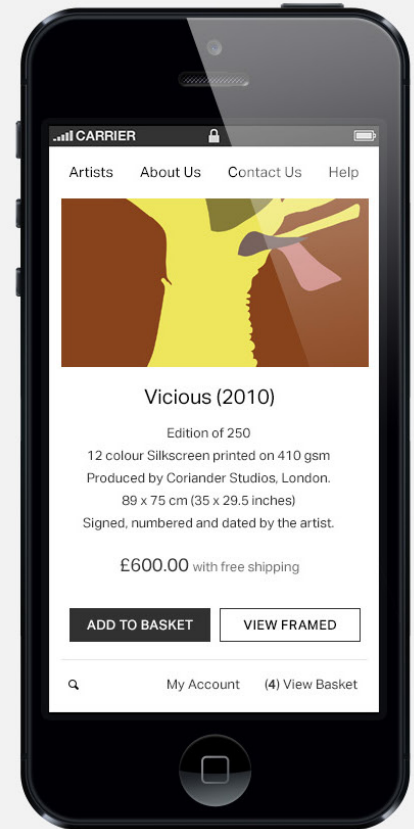 CARRIER
Artists About Us Contact Us Help
Vicious (2010)
Edition of 250
12 colour Silkscreen printed on 410 gsm
Produced by Coriander Studios, London.
89 x 75 cm (35 x 29.5 inches)
Signed, numbered and dated by the artist.
£600.00 with free shipping
ADD TO BASKET VIEW FRAMED
My Account (4) View Basket